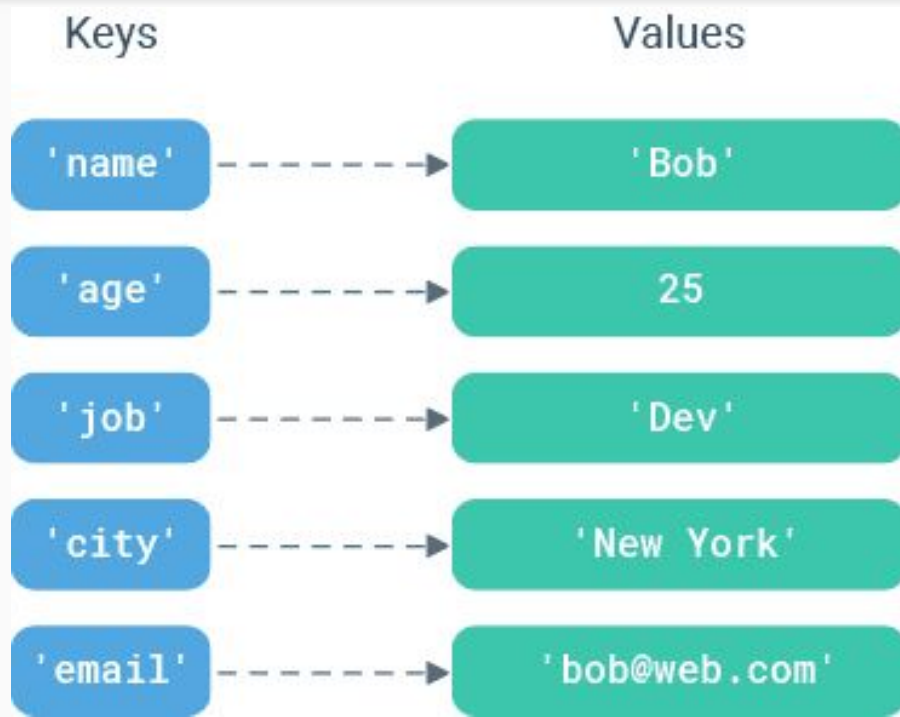 Keys Values
'name' 'Bob'
'age' 25
'job' 'Dev'
'city' 'New York'
'email' 'bob@web.com'